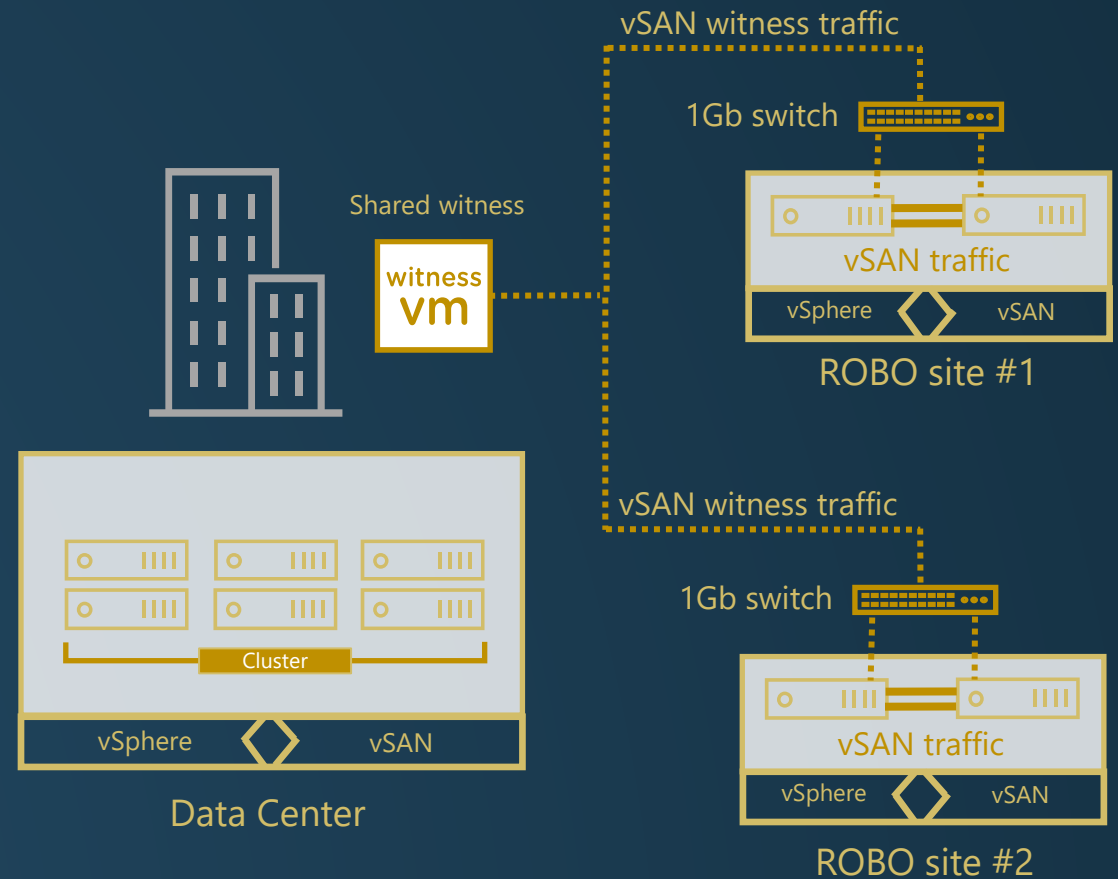 vSAN witness traffic
1Gb switch
Shared witness
witness
vm
vSAN traffic
vSphere
vSAN
ROBO site #1
vSAN witness traffic
1Gb switch
Cluster
vSphere
vSAN
Data Center
vSAN traffic
vSphere
vSAN
ROBO site #2